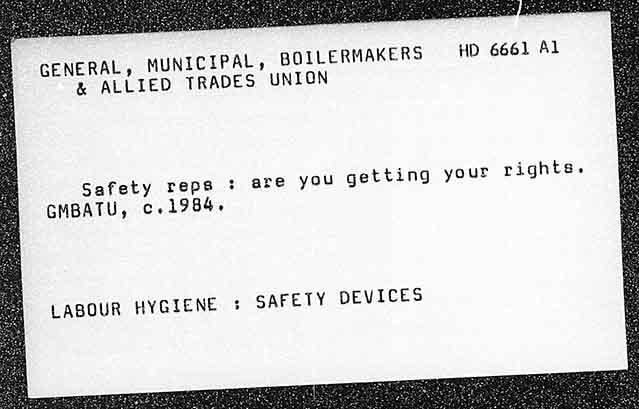 GENERAL, MUNICIPAL, BOILERMAKERS HD 6661 A1
& ALLIED TRADES UNION
Safety reps : are you getting your rights.
GMBATU, c.1984.
LABOUR HYGIENE : SAFETY DEVICES